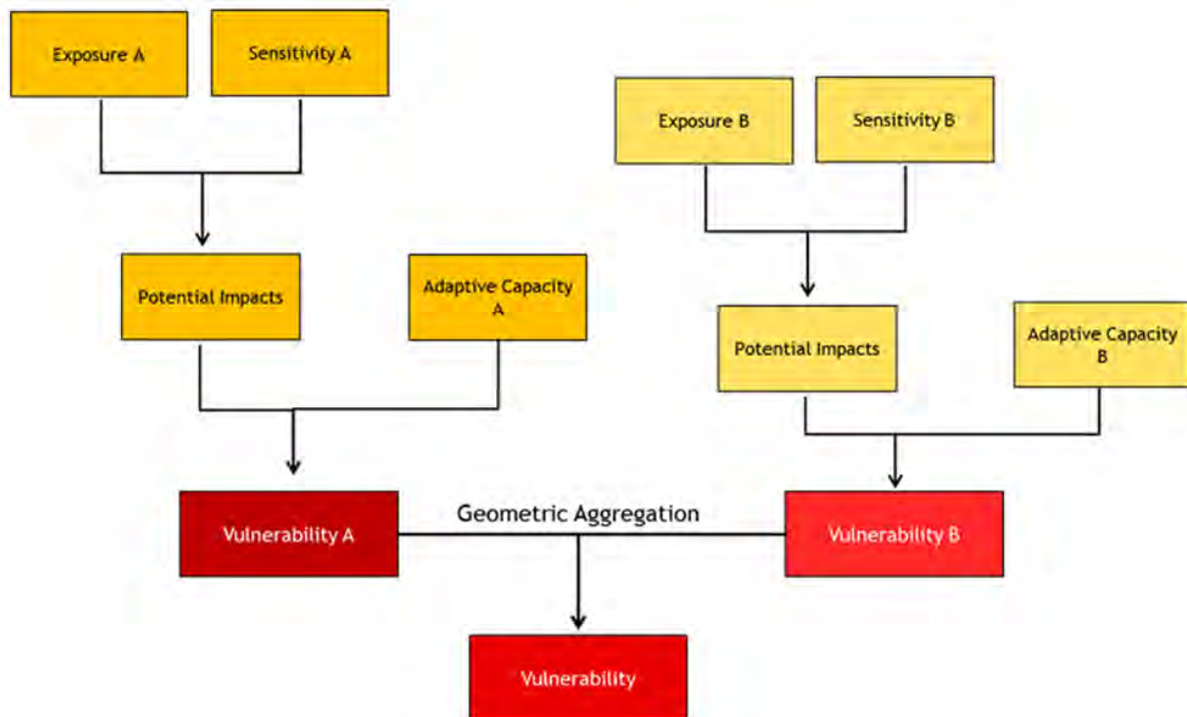 Exposure A
Sensitivity A
Exposure B
Sensitivity B
Potential Impacts
Adaptive Capacity
A
Potential Impacts
Adaptive Capacity
B
Vulnerability A
Geometric Aggregation
Vulnerability B
Vulnerability